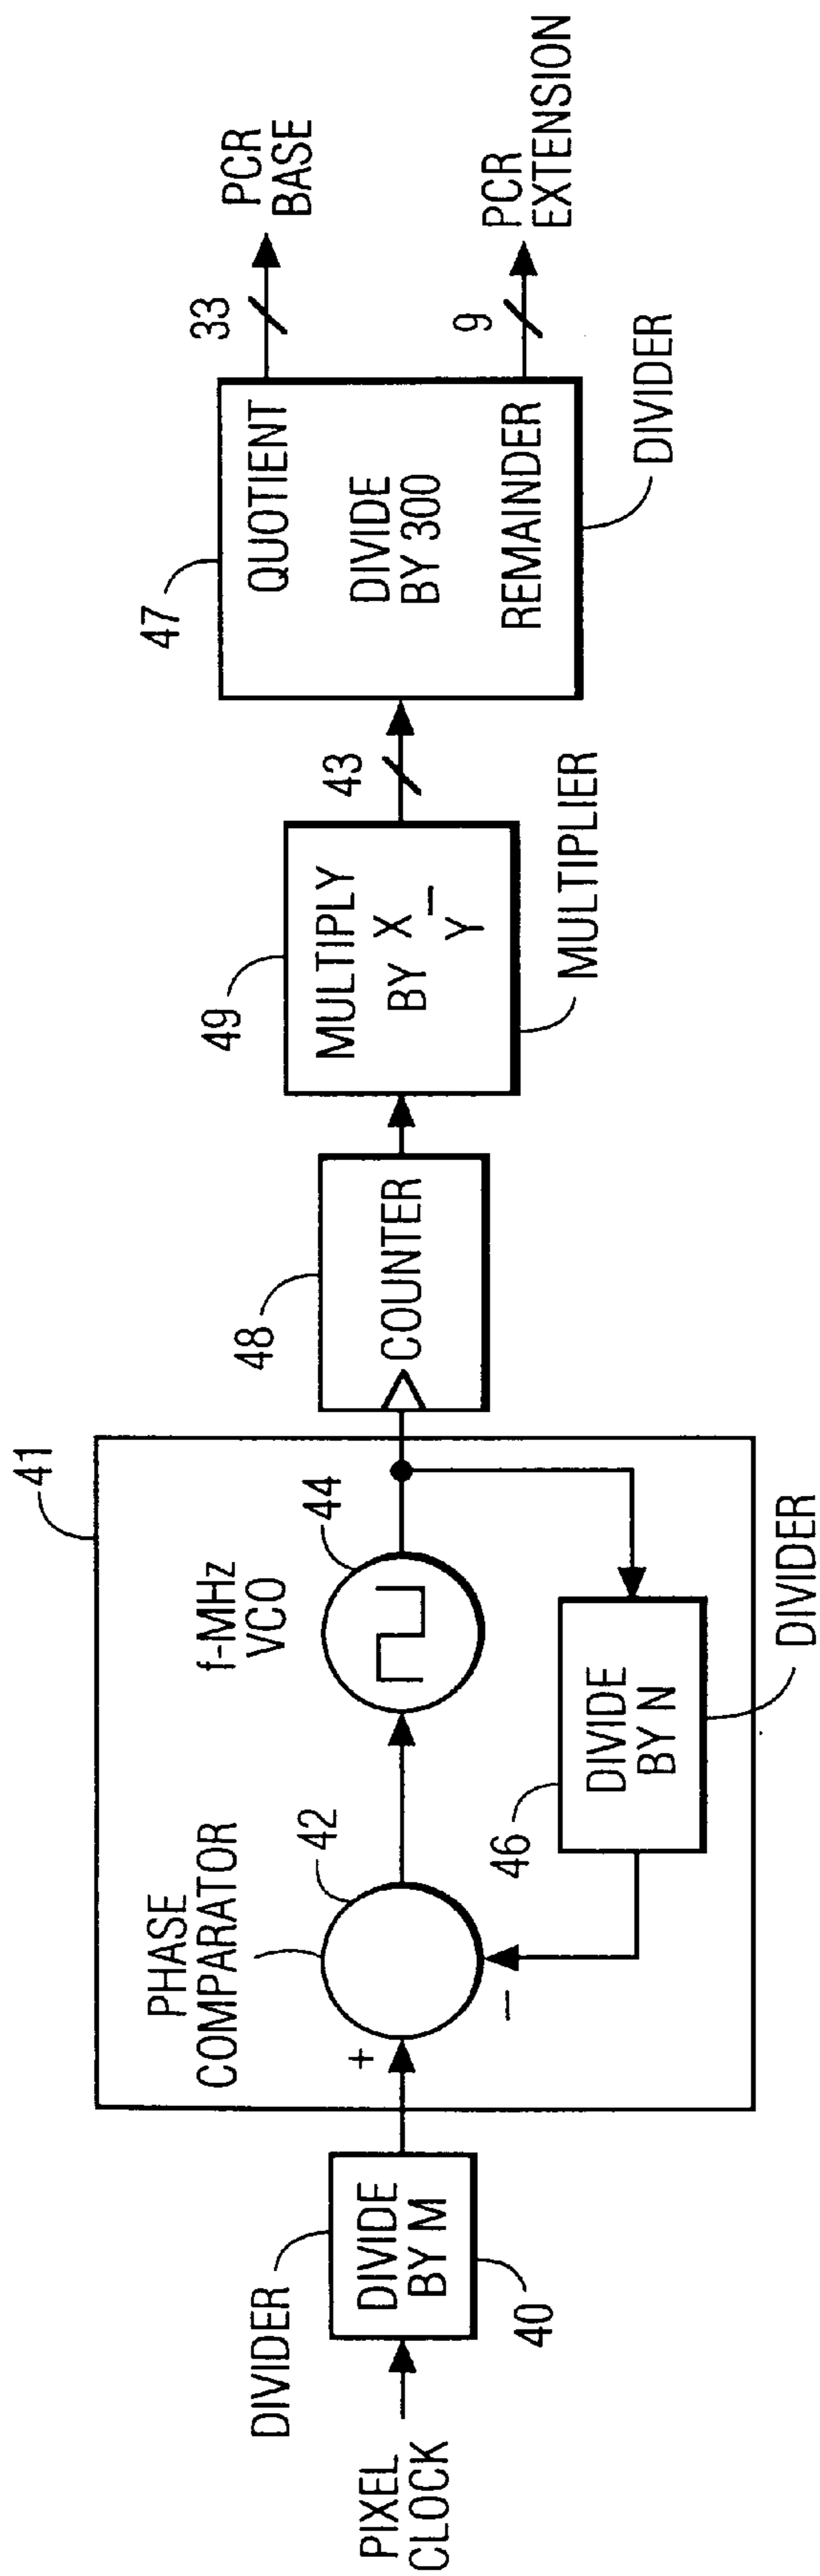 PIXEL
CLOCK
DIVIDER
DIVIDE
BY M
40
41
PHASE
COMPARATOR
42
+
−
f-MHz
VCO
44
46
DIVIDE
BY N
DIVIDER
48
COUNTER
49
MULTIPLY
BY X
—
Y
MULTIPLIER
43
47
QUOTIENT
DIVIDE
BY 300
REMAINDER
DIVIDER
33
PCR
BASE
9
PCR
EXTENSION